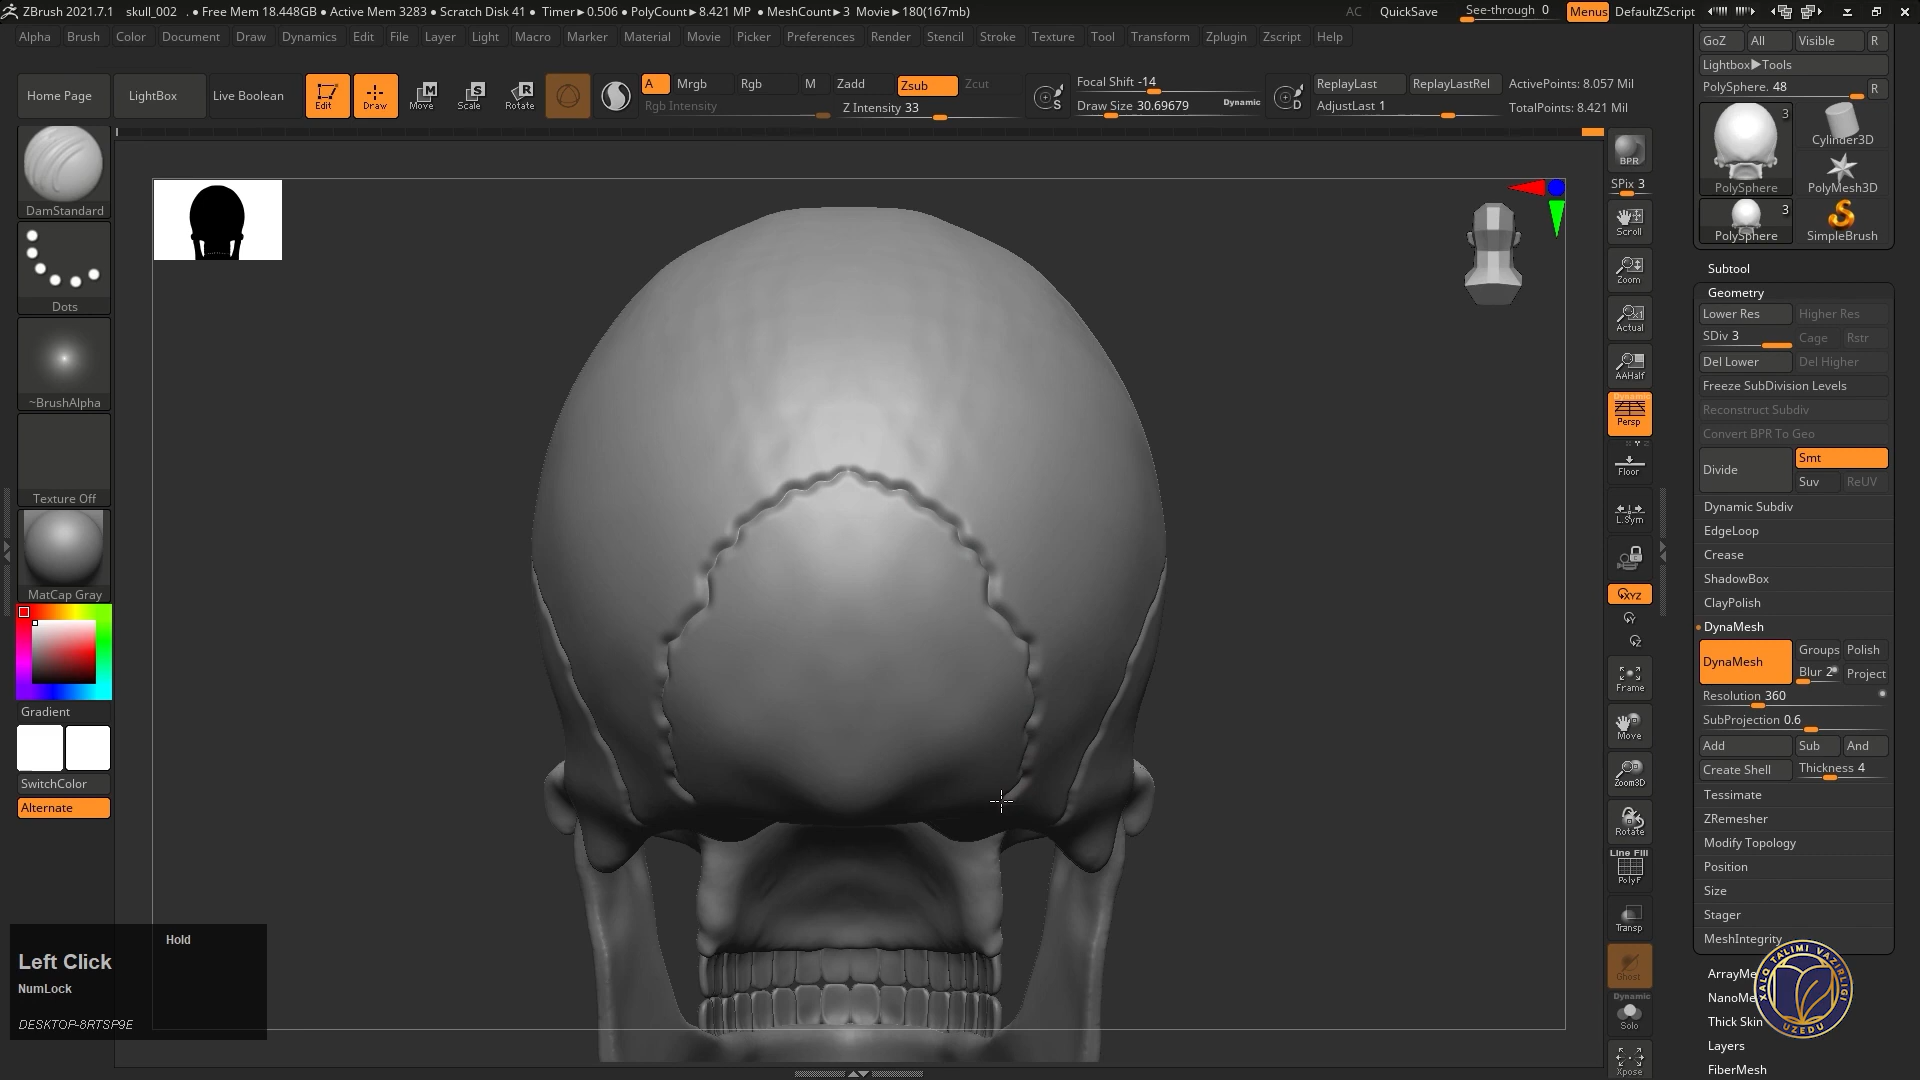 ZBrush 2021.7.1 skull_002 . ● Free Mem 18.448GB ● Active Mem 3283 ● Scratch Disk 41 ● Timer▶0.506 ● PolyCount▶8.421 MP ● MeshCount▶3 Movie▶180(167mb)
AC QuickSave See-through 0 Menus DefaultZScript
Alpha Brush Color Document Draw Dynamics Edit File Layer Light Macro Marker Material Movie Picker Preferences Render Stencil Stroke Texture Tool Transform Zplugin Zscript Help
Home Page LightBox Live Boolean
Edit Draw Move Scale Rotate
A Mrgb Rgb M Zadd Zsub Zcut
Rgb Intensity Z Intensity 33
Focal Shift -14
Draw Size 30.69679 Dynamic
ReplayLast ReplayLastRel ActivePoints: 8.057 Mil
AdjustLast 1 TotalPoints: 8.421 Mil
DamStandard
Dots
~BrushAlpha
Texture Off
MatCap Gray
Gradient
SwitchColor
Alternate
Hold
Left Click
NumLock
DESKTOP-8RTSP9E
BPR
SPix 3
Scroll
Zoom
Actual
AAHalf
Dynamic
Persp
Floor
L.Sym
XYZ
Y
Z
Frame
Move
Zoom3D
Rotate
Line Fill
PolyF
Transp
Ghost
Dynamic
Solo
Xpose
GoZ All Visible R
Lightbox▶Tools
PolySphere. 48 R
3
PolySphere
Cylinder3D
PolyMesh3D
3
PolySphere
SimpleBrush
Subtool
Geometry
Lower Res Higher Res
SDiv 3 Cage Rstr
Del Lower Del Higher
Freeze SubDivision Levels
Reconstruct Subdiv
Convert BPR To Geo
Divide Smt
Suv ReUV
Dynamic Subdiv
EdgeLoop
Crease
ShadowBox
ClayPolish
DynaMesh
DynaMesh Groups Polish
Blur 2 Project
Resolution 360
SubProjection 0.6
Add Sub And
Create Shell Thickness 4
Tessimate
ZRemesher
Modify Topology
Position
Size
Stager
MeshIntegrity
ArrayMe
NanoMe
Thick Skin
Layers
FiberMesh
XALQ TA'LIMI VAZIRLIGI
UZEDU